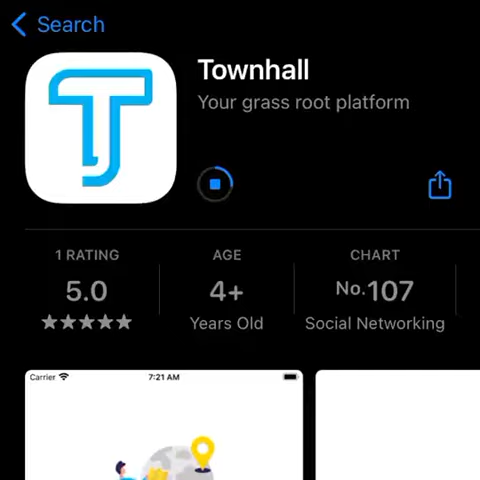 Search
Townhall
Your grass root platform
1 RATING
AGE
CHART
5.0
4+
No.107
Years Old
Social Networking
Carrier
7:21 AM